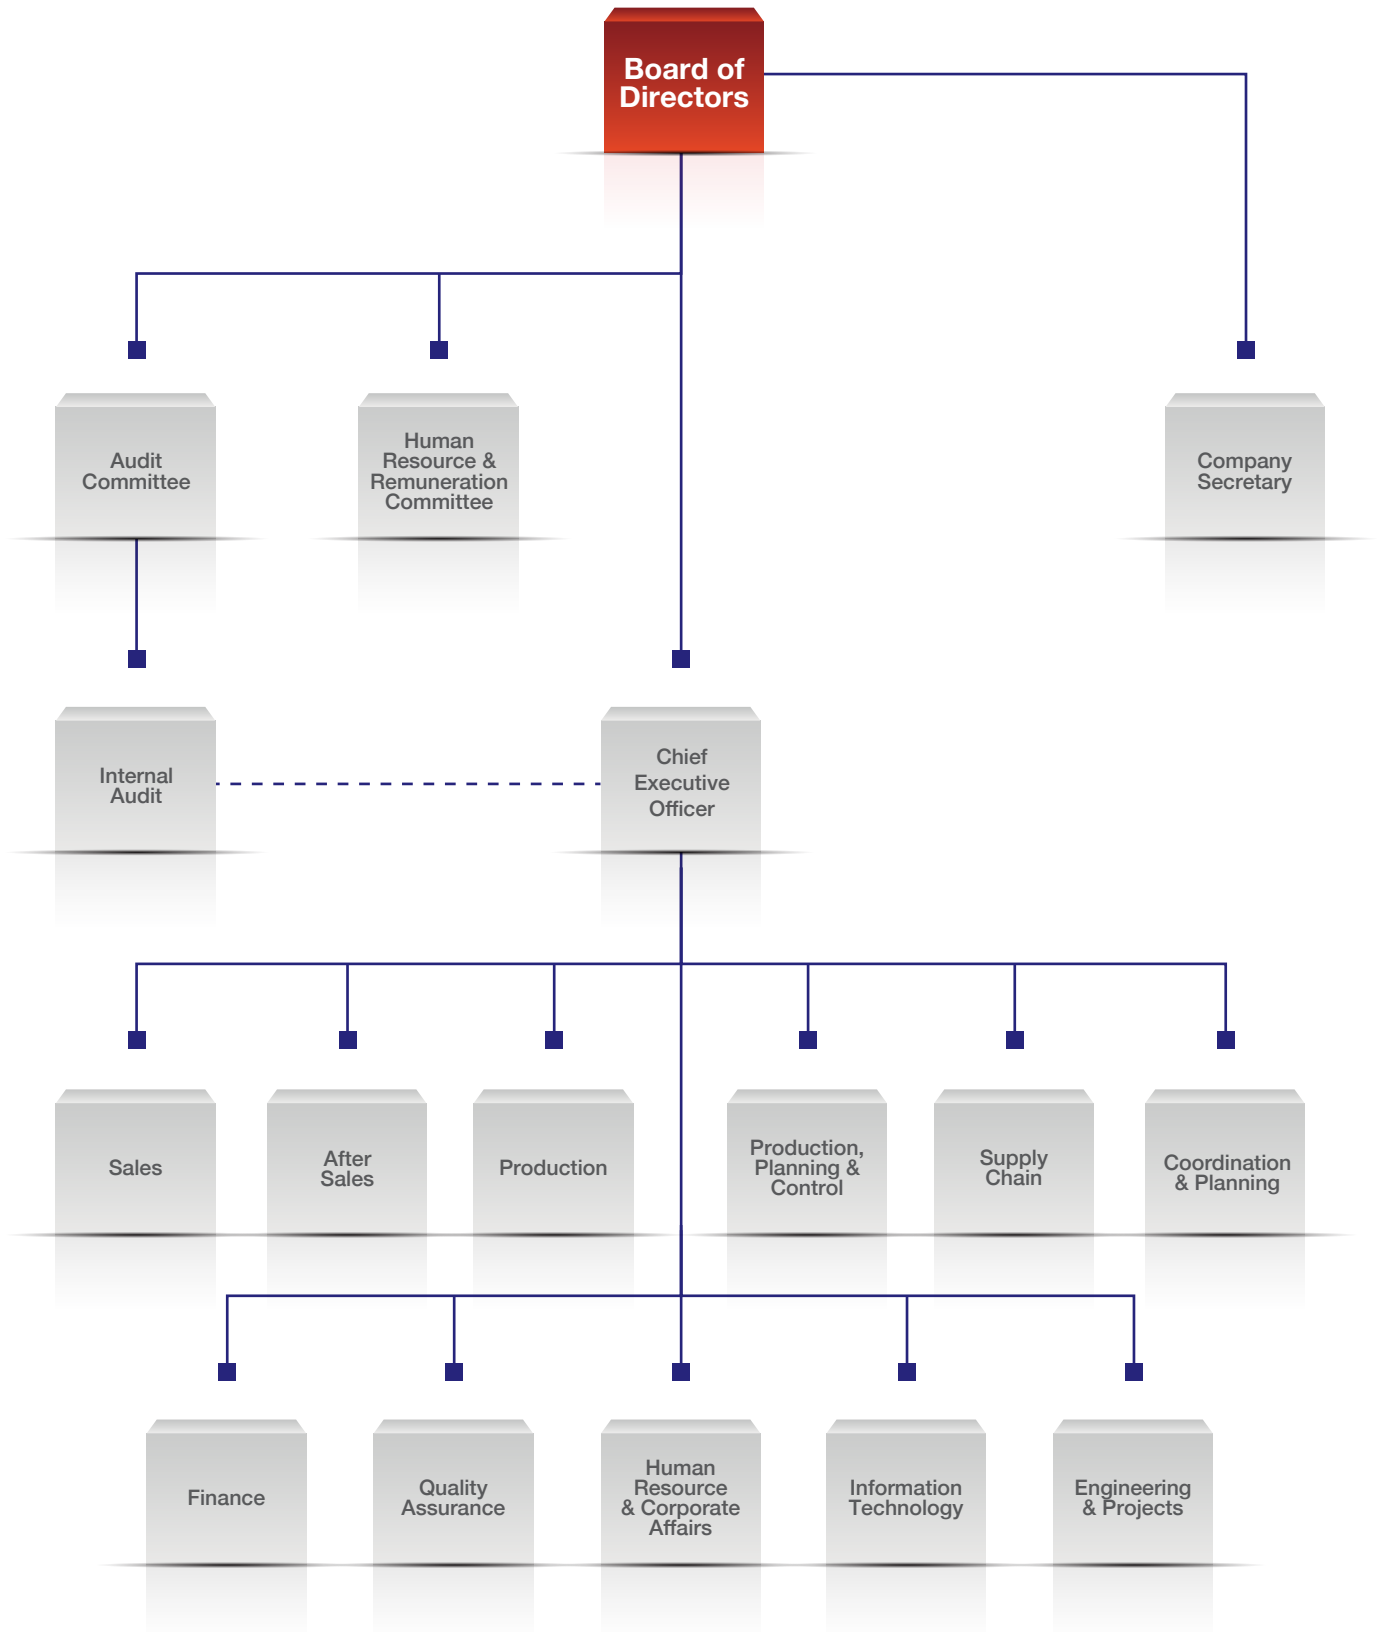 Board of
Directors
Audit
Committee
Human
Resource &
Remuneration
Committee
Company
Secretary
Internal
Audit
Chief
Executive
Officer
Sales
After
Sales
Production
Production,
Planning &
Control
Supply
Chain
Coordination
& Planning
Finance
Quality
Assurance
Human
Resource
& Corporate
Affairs
Information
Technology
Engineering
& Projects